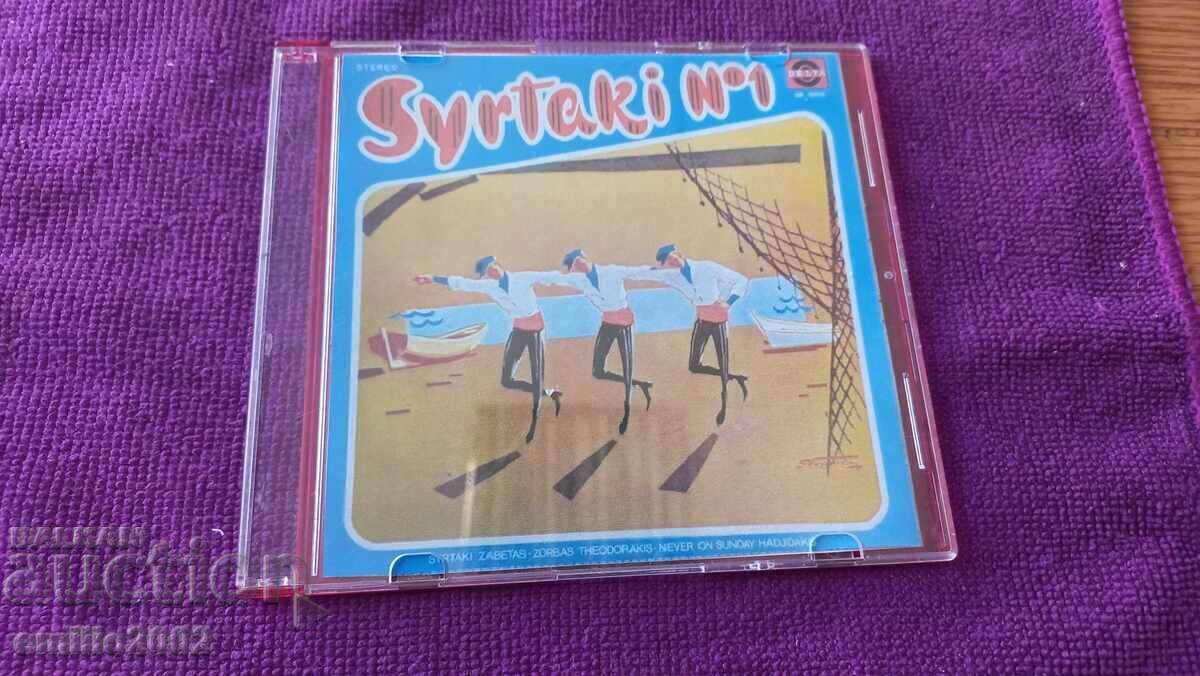 STEREO
Syrtaki Nº1
DELTA
SYRTAKI ZABETAS - ZORBAS THEODORAKIS - NEVER ON SUNDAY HADJIDAKIS
BALKAN
auction
emilio2002